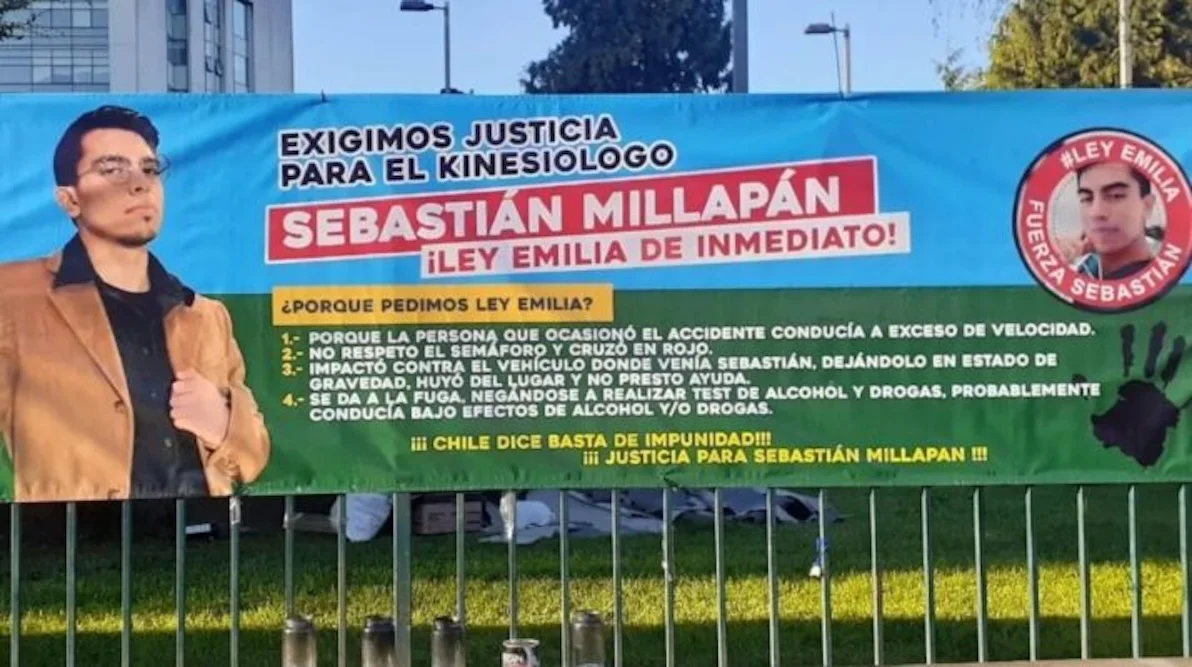 EXIGIMOS JUSTICIA
PARA EL KINESIOLOGO
SEBASTIÁN MILLAPÁN
¡LEY EMILIA DE INMEDIATO!
#LEY EMILIA
FUERZA SEBASTIÁN
¿PORQUE PEDIMOS LEY EMILIA?
1.- PORQUE LA PERSONA QUE OCASIONÓ EL ACCIDENTE CONDUCÍA A EXCESO DE VELOCIDAD.
2.- NO RESPETO EL SEMÁFORO Y CRUZÓ EN ROJO.
3.- IMPACTÓ CONTRA EL VEHÍCULO DONDE VENÍA SEBASTIÁN, DEJÁNDOLO EN ESTADO DE
GRAVEDAD, HUYÓ DEL LUGAR Y NO PRESTO AYUDA.
4.- SE DA A LA FUGA, NEGÁNDOSE A REALIZAR TEST DE ALCOHOL Y DROGAS, PROBABLEMENTE
CONDUCÍA BAJO EFECTOS DE ALCOHOL Y/O DROGAS.
¡¡¡ CHILE DICE BASTA DE IMPUNIDAD!!!
¡¡¡ JUSTICIA PARA SEBASTIÁN MILLAPAN !!!